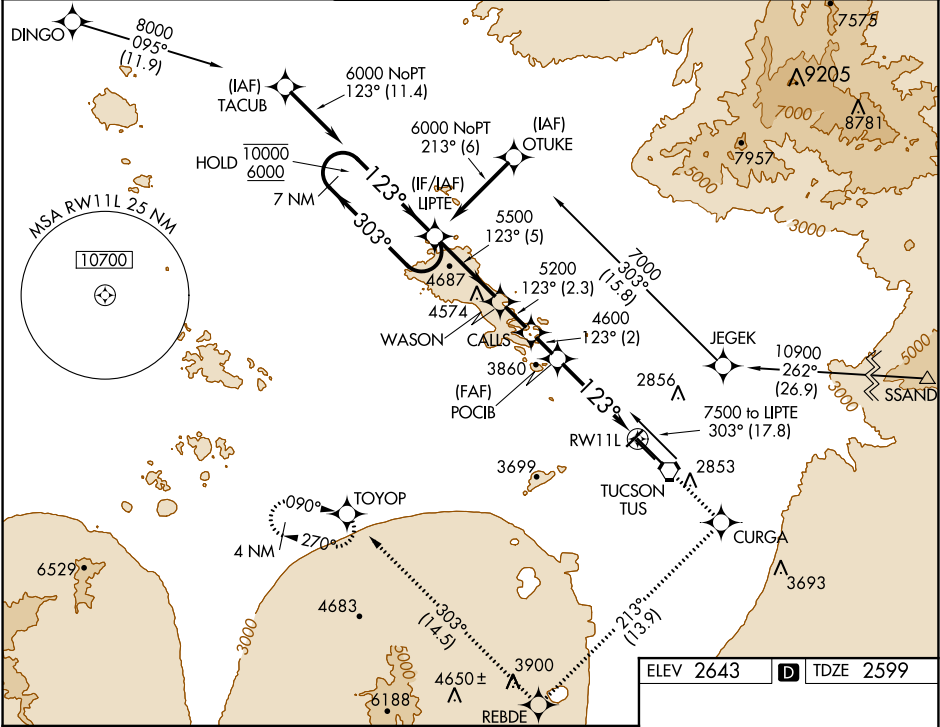 DINGO
8000
095°
(11.9)
(IAF)
TACUB
6000 NoPT
123° (11.4)
6000 NoPT
213° (6)
(IAF)
OTUKE
7575
9205
8781
7000
7957
5000
3000
HOLD 10000
6000
7 NM
123°
303°
(IF/IAF)
LIPTE
MSA RW11L 25 NM
10700
5500
123° (5)
4687
4574
5200
123° (2.3)
WASON
CALLS
4600
123° (2)
3860
(FAF)
POCIB
7000
303°
(15.8)
JEGEK
10900
262°
(26.9)
5000
3000
SSAND
123°
2856
7500 to LIPTE
303° (17.8)
RW11L
2853
TUCSON
TUS
3699
090°
TOYOP
270°
4 NM
CURGA
3693
6529
3000
4683
303°
(14.5)
213°
(13.9)
3000
5000
4650 ±
3900
6188
REBDE
ELEV 2643 D TDZE 2599